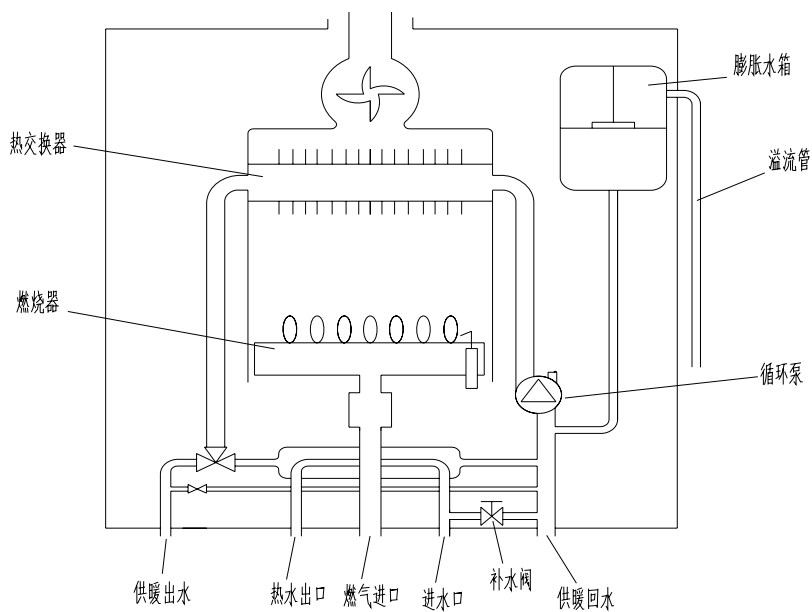 膨胀水箱
热交换器
溢流管
燃烧器
循环泵
供暖出水
热水出口
燃气进口
进水口
补水阀
供暖回水